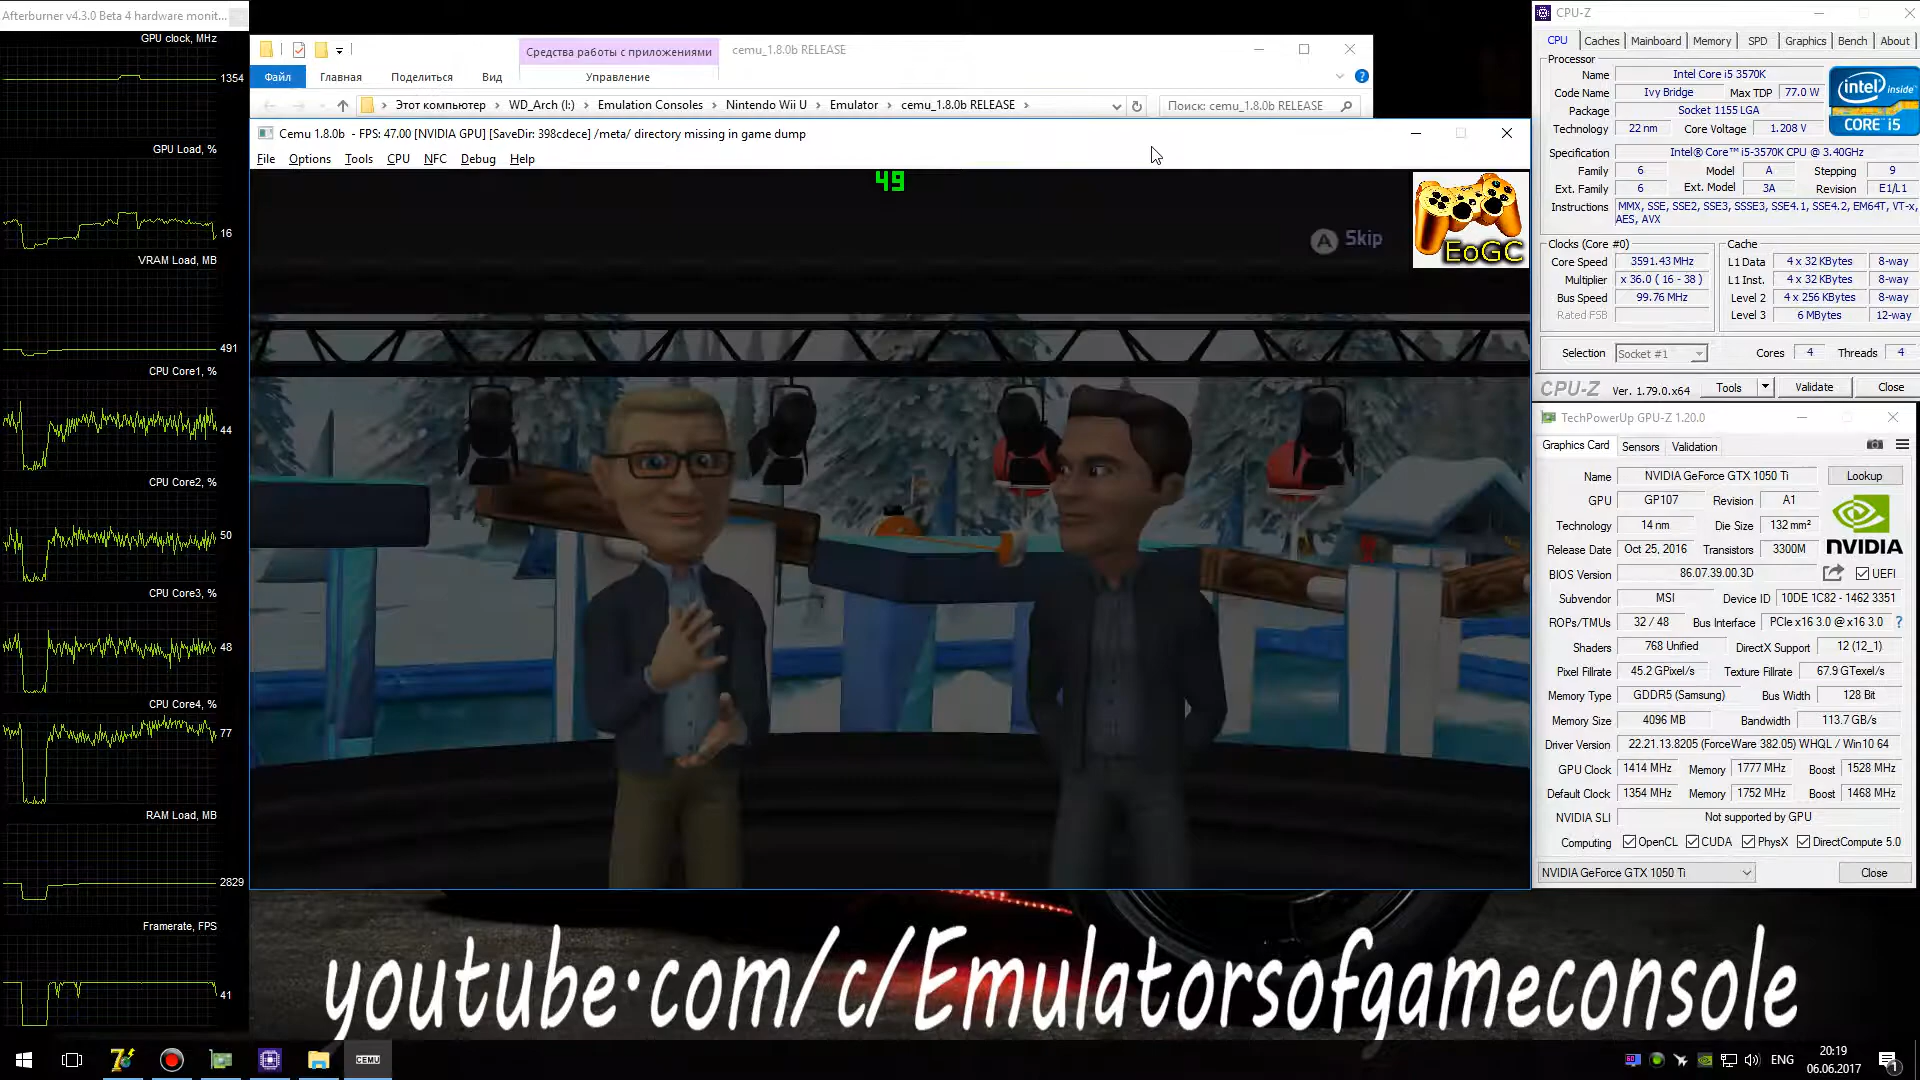 Afterburner v4.3.0 Beta 4 hardware monit...
GPU clock, MHz
1354
GPU Load, %
16
VRAM Load, MB
491
CPU Core1, %
44
CPU Core2, %
50
CPU Core3, %
48
CPU Core4, %
77
RAM Load, MB
2829
Framerate, FPS
41
Средства работы с приложениями
cemu_1.8.0b RELEASE
Файл Главная Поделиться Вид Управление
Этот компьютер WD_Arch (I:) Emulation Consoles Nintendo Wii U Emulator cemu_1.8.0b RELEASE
Поиск: cemu_1.8.0b RELEASE
Cemu 1.8.0b - FPS: 47.00 [NVIDIA GPU] [SaveDir: 398cdece] /meta/ directory missing in game dump
File Options Tools CPU NFC Debug Help
49
A Skip
EoGC
CPU-Z
CPU Caches Mainboard Memory SPD Graphics Bench About
Processor
Name Intel Core i5 3570K
Code Name Ivy Bridge Max TDP 77.0 W
Package Socket 1155 LGA
Technology 22 nm Core Voltage 1.208 V
intel inside
CORE i5
Specification Intel® Core™ i5-3570K CPU @ 3.40GHz
Family 6 Model A Stepping 9
Ext. Family 6 Ext. Model 3A Revision E1/L1
Instructions MMX, SSE, SSE2, SSE3, SSSE3, SSE4.1, SSE4.2, EM64T, VT-x,
AES, AVX
Clocks (Core #0) Cache
Core Speed 3591.43 MHz L1 Data 4 x 32 KBytes 8-way
Multiplier x 36.0 ( 16 - 38 ) L1 Inst. 4 x 32 KBytes 8-way
Bus Speed 99.76 MHz Level 2 4 x 256 KBytes 8-way
Rated FSB Level 3 6 MBytes 12-way
Selection Socket #1 Cores 4 Threads 4
CPU-Z Ver. 1.79.0.x64 Tools Validate Close
TechPowerUp GPU-Z 1.20.0
Graphics Card Sensors Validation
Name NVIDIA GeForce GTX 1050 Ti Lookup
GPU GP107 Revision A1
Technology 14 nm Die Size 132 mm²
Release Date Oct 25, 2016 Transistors 3300M
NVIDIA
BIOS Version 86.07.39.00.3D UEFI
Subvendor MSI Device ID 10DE 1C82 - 1462 3351
ROPs/TMUs 32 / 48 Bus Interface PCIe x16 3.0 @ x16 3.0 ?
Shaders 768 Unified DirectX Support 12 (12_1)
Pixel Fillrate 45.2 GPixel/s Texture Fillrate 67.9 GTexel/s
Memory Type GDDR5 (Samsung) Bus Width 128 Bit
Memory Size 4096 MB Bandwidth 113.7 GB/s
Driver Version 22.21.13.8205 (ForceWare 382.05) WHQL / Win10 64
GPU Clock 1414 MHz Memory 1777 MHz Boost 1528 MHz
Default Clock 1354 MHz Memory 1752 MHz Boost 1468 MHz
NVIDIA SLI Not supported by GPU
Computing OpenCL CUDA PhysX DirectCompute 5.0
NVIDIA GeForce GTX 1050 Ti Close
youtube.com/c/Emulatorsofgameconsole
CEMU
ENG
20:19
06.06.2017
1